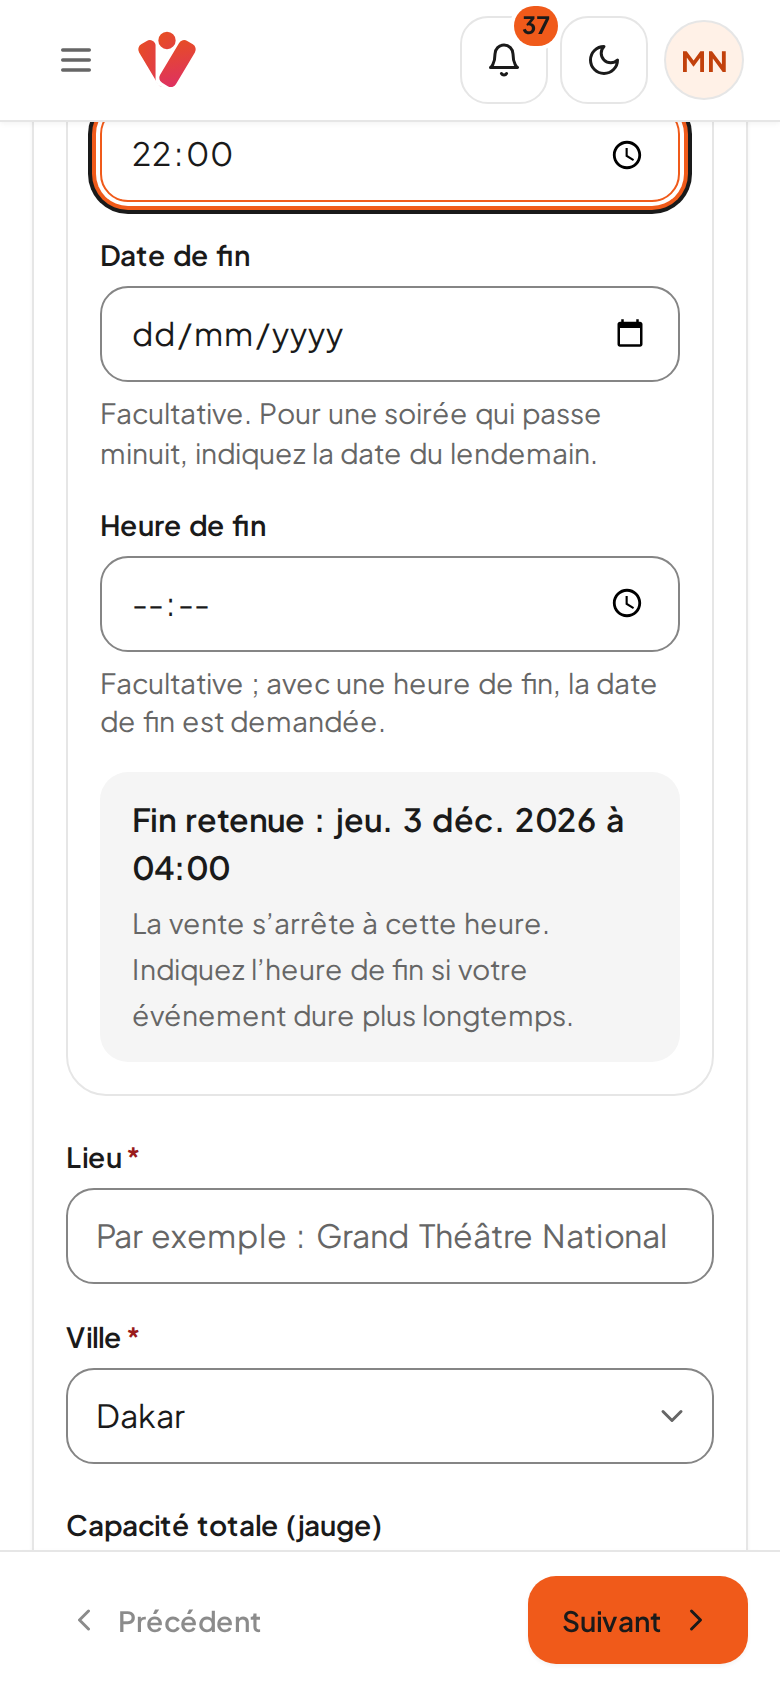 37
MN
22:00
Date de fin
dd/mm/yyyy
Facultative. Pour une soirée qui passe
minuit, indiquez la date du lendemain.
Heure de fin
--:--
Facultative ; avec une heure de fin, la date
de fin est demandée.
Fin retenue : jeu. 3 déc. 2026 à
04:00
La vente s’arrête à cette heure.
Indiquez l’heure de fin si votre
événement dure plus longtemps.
Lieu *
Par exemple : Grand Théâtre National
Ville *
Dakar
Capacité totale (jauge)
Précédent
Suivant